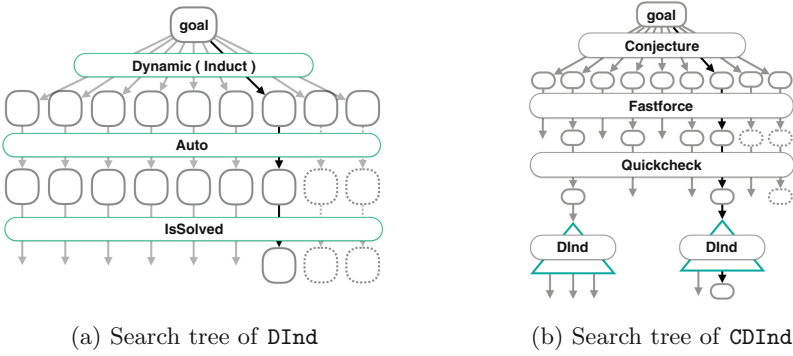 goal
Dynamic ( Induct )
Auto
IsSolved
(a) Search tree of DInd
goal
Conjecture
Fastforce
Quickcheck
DInd DInd
(b) Search tree of CDInd